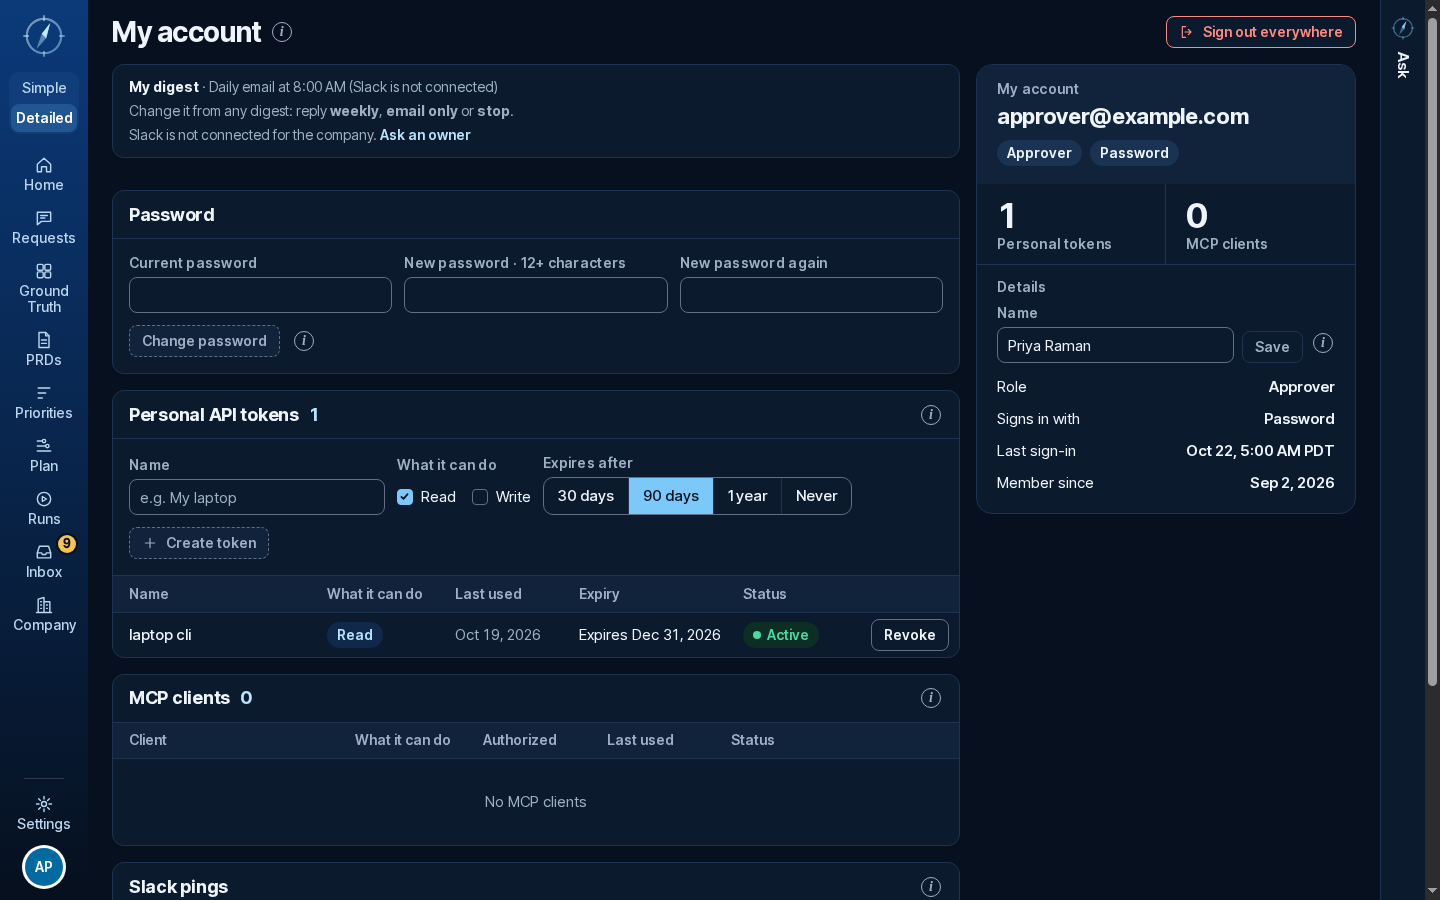 My account
Sign out everywhere
Simple
Detailed
Home
Requests
Ground
Truth
PRDs
Priorities
Plan
Runs
9
Inbox
Company
Settings
AP
My digest · Daily email at 8:00 AM (Slack is not connected)
Change it from any digest: reply weekly, email only or stop.
Slack is not connected for the company. Ask an owner
Password
Current password
New password · 12+ characters
New password again
Change password
Personal API tokens 1
Name
What it can do
Expires after
e.g. My laptop
Read
Write
30 days
90 days
1 year
Never
Create token
Name What it can do Last used Expiry Status
laptop cli Read Oct 19, 2026 Expires Dec 31, 2026 Active Revoke
MCP clients 0
Client What it can do Authorized Last used Status
No MCP clients
Slack pings
My account
approver@example.com
Approver Password
1
Personal tokens
0
MCP clients
Details
Name
Priya Raman
Save
Role Approver
Signs in with Password
Last sign-in Oct 22, 5:00 AM PDT
Member since Sep 2, 2026
Ask